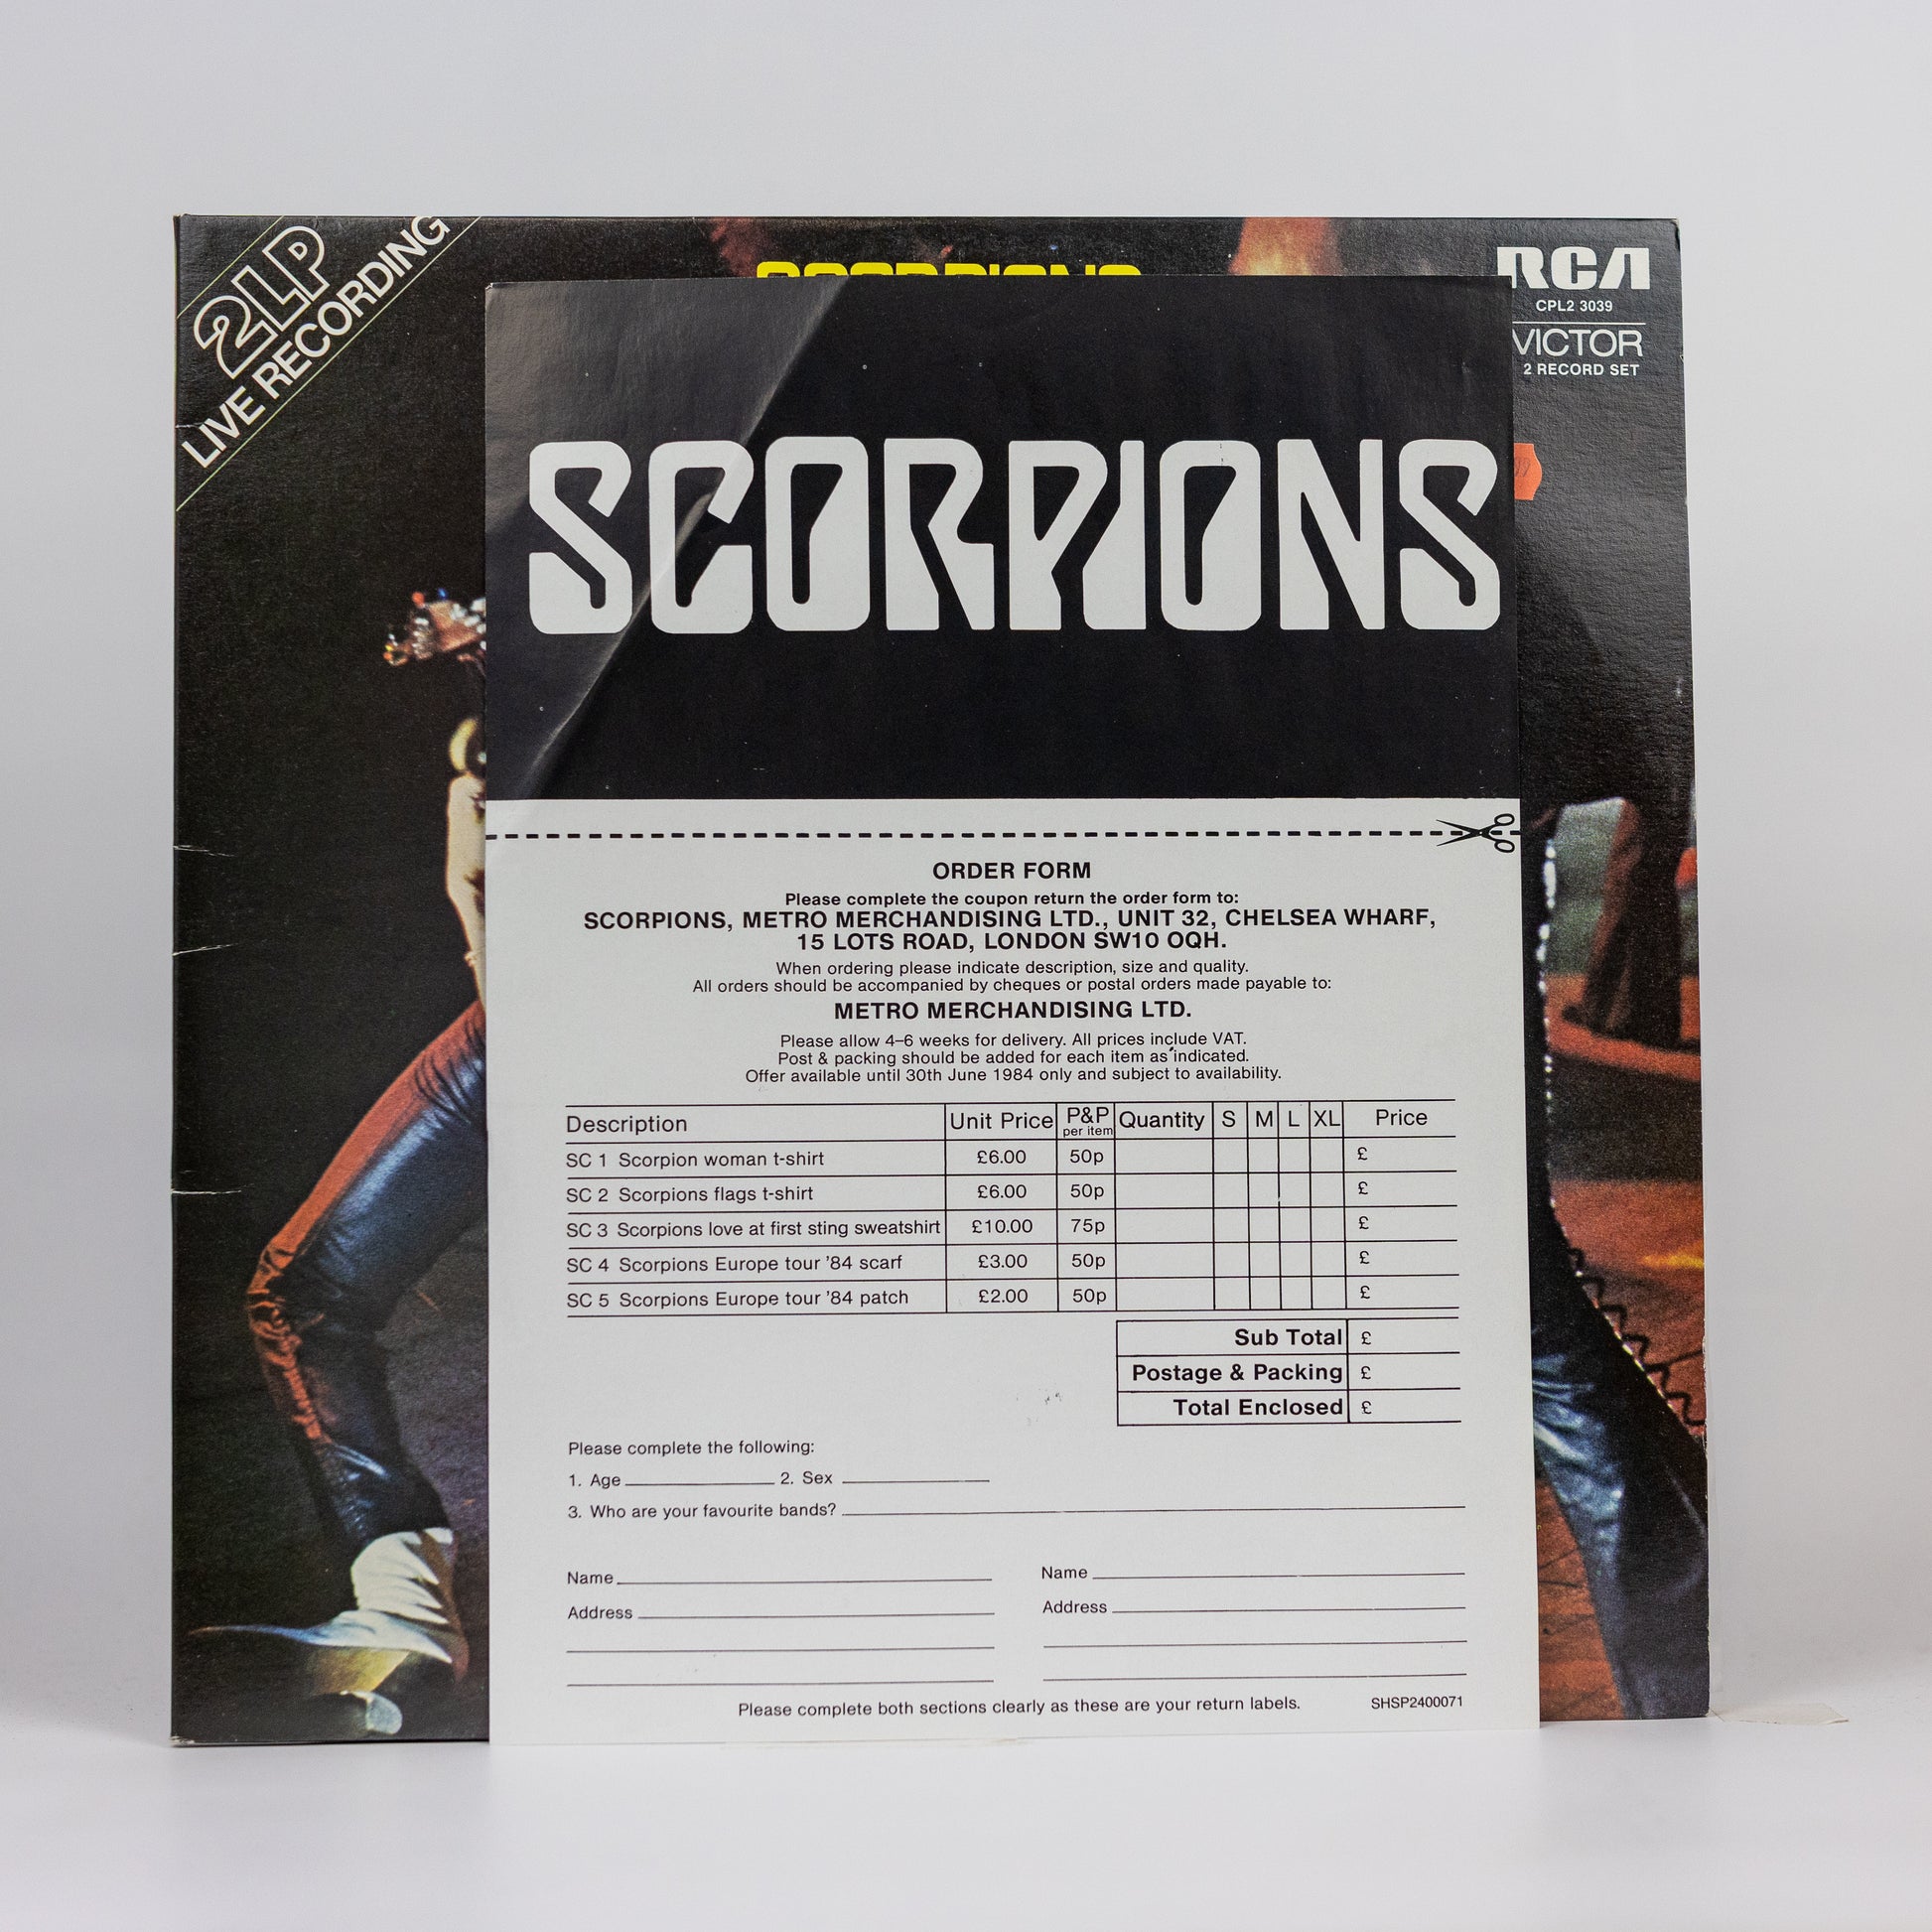 2LP
LIVE RECORDING
SCORPIONS
RCA
CPL2 3039
VICTOR
2 RECORD SET
SCORPIONS
ORDER FORM
Please complete the coupon return the order form to:
SCORPIONS, METRO MERCHANDISING LTD., UNIT 32, CHELSEA WHARF,
15 LOTS ROAD, LONDON SW10 OQH.
When ordering please indicate description, size and quality.
All orders should be accompanied by cheques or postal orders made payable to:
METRO MERCHANDISING LTD.
Please allow 4–6 weeks for delivery. All prices include VAT.
Post & packing should be added for each item as indicated.
Offer available until 30th June 1984 only and subject to availability.
Description Unit Price P&P per item Quantity S M L XL Price
SC 1 Scorpion woman t-shirt £6.00 50p £
SC 2 Scorpions flags t-shirt £6.00 50p £
SC 3 Scorpions love at first sting sweatshirt £10.00 75p £
SC 4 Scorpions Europe tour '84 scarf £3.00 50p £
SC 5 Scorpions Europe tour '84 patch £2.00 50p £
Sub Total £
Postage & Packing £
Total Enclosed £
Please complete the following:
1. Age 2. Sex
3. Who are your favourite bands?
Name Name
Address Address
Please complete both sections clearly as these are your return labels. SHSP2400071